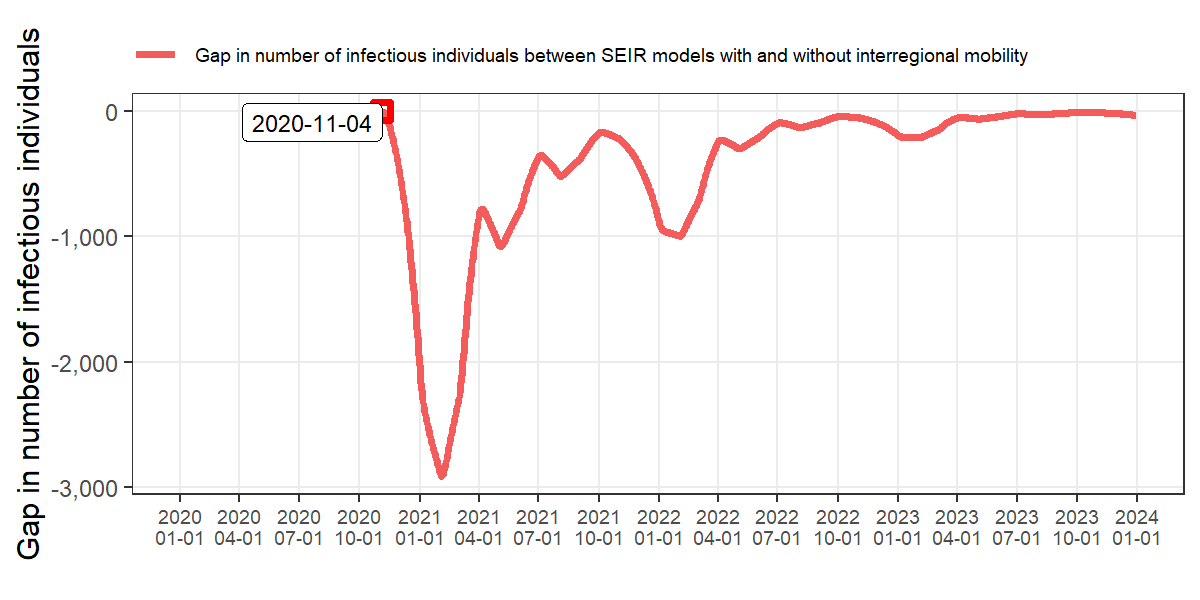 Gap in number of infectious individuals between SEIR models with and without interregional mobility
Gap in number of infectious individuals
0
-1,000
-2,000
-3,000
2020-11-04
2020 2020 2020 2020 2021 2021 2021 2021 2022 2022 2022 2022 2023 2023 2023 2023 2024
01-01 04-01 07-01 10-01 01-01 04-01 07-01 10-01 01-01 04-01 07-01 10-01 01-01 04-01 07-01 10-01 01-01